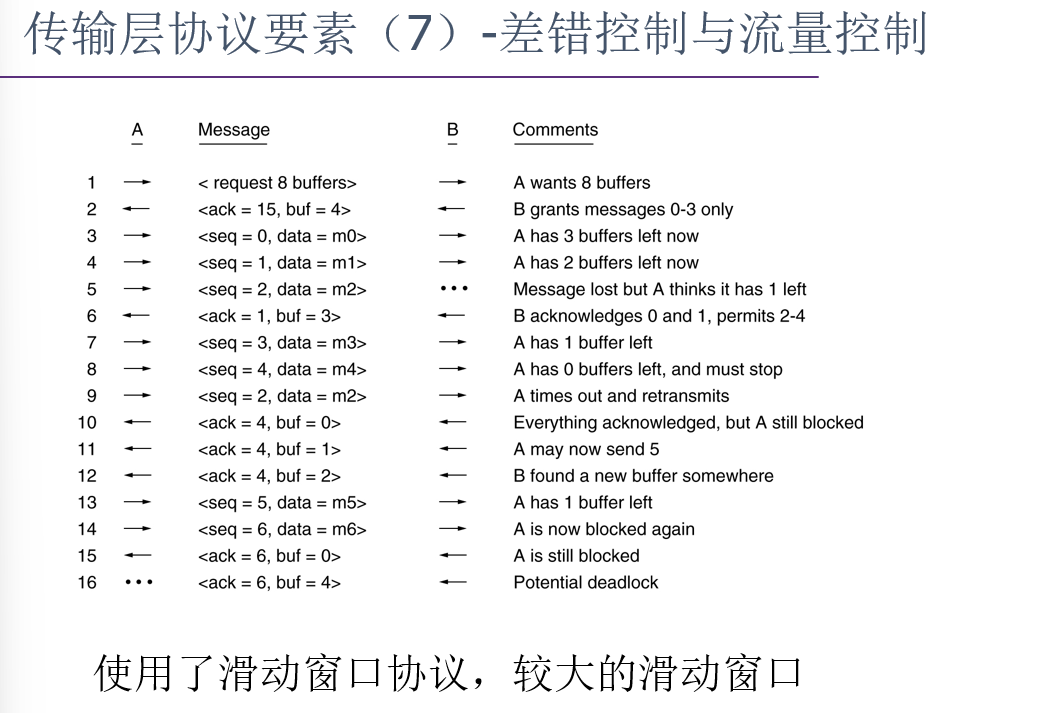 传输层协议要素（7）-差错控制与流量控制
A Message B Comments
1 → < request 8 buffers> → A wants 8 buffers
2 ← <ack = 15, buf = 4> ← B grants messages 0-3 only
3 → <seq = 0, data = m0> → A has 3 buffers left now
4 → <seq = 1, data = m1> → A has 2 buffers left now
5 → <seq = 2, data = m2> ••• Message lost but A thinks it has 1 left
6 ← <ack = 1, buf = 3> ← B acknowledges 0 and 1, permits 2-4
7 → <seq = 3, data = m3> → A has 1 buffer left
8 → <seq = 4, data = m4> → A has 0 buffers left, and must stop
9 → <seq = 2, data = m2> → A times out and retransmits
10 ← <ack = 4, buf = 0> ← Everything acknowledged, but A still blocked
11 ← <ack = 4, buf = 1> ← A may now send 5
12 ← <ack = 4, buf = 2> ← B found a new buffer somewhere
13 → <seq = 5, data = m5> → A has 1 buffer left
14 → <seq = 6, data = m6> → A is now blocked again
15 ← <ack = 6, buf = 0> ← A is still blocked
16 ••• <ack = 6, buf = 4> ← Potential deadlock
使用了滑动窗口协议，较大的滑动窗口